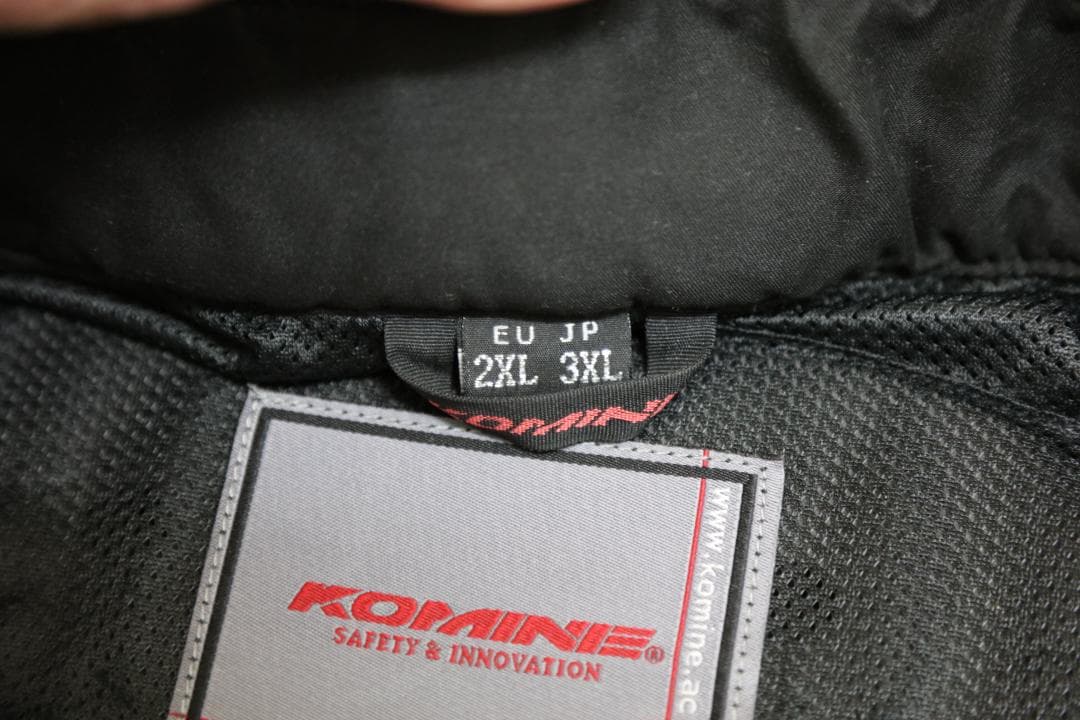 EU JP
2XL 3XL
KOMINE
www.komine.ac
KOMINE®
SAFETY & INNOVATION